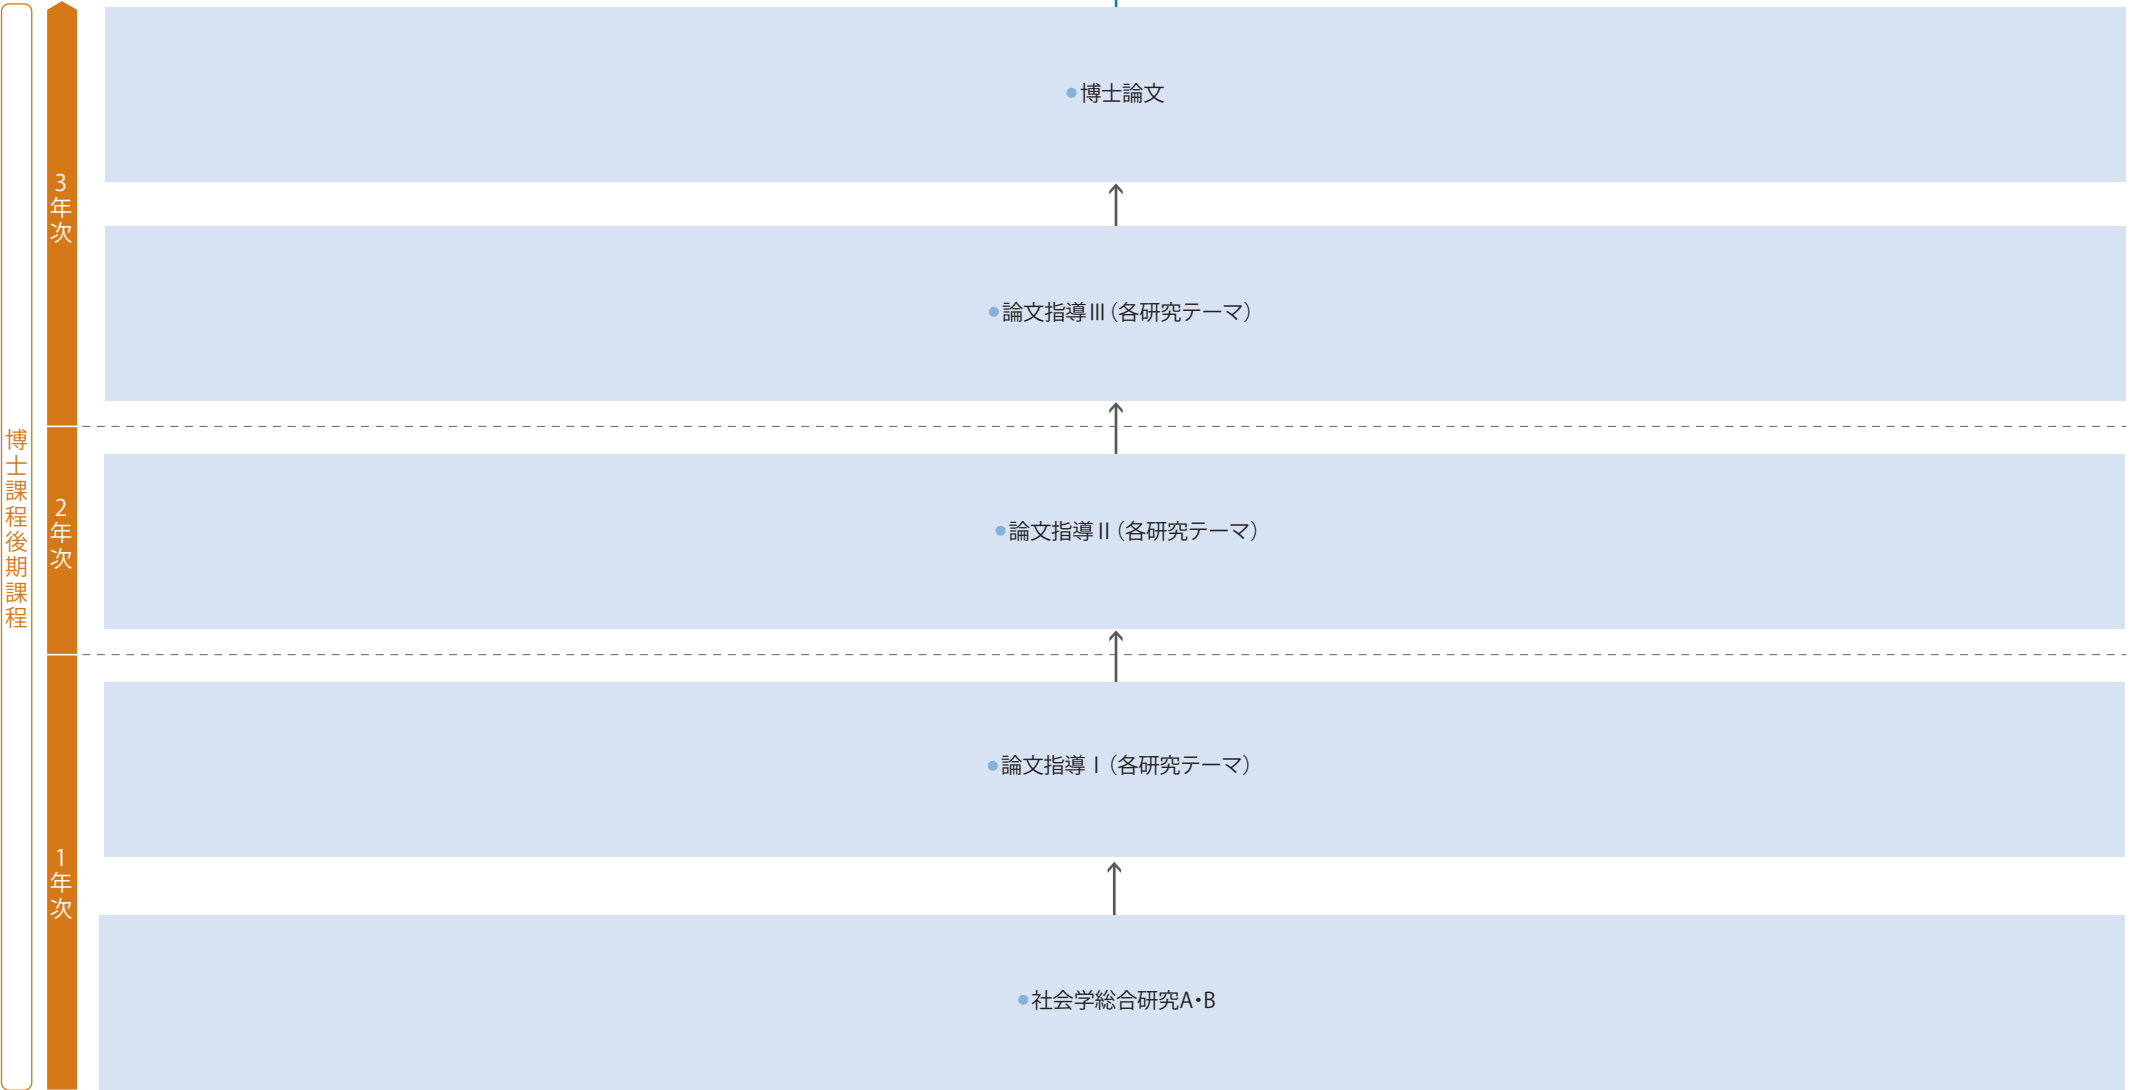 博士課程後期課程
3年次
2年次
1年次
●博士論文
●論文指導Ⅲ（各研究テーマ）
●論文指導Ⅱ（各研究テーマ）
●論文指導Ⅰ（各研究テーマ）
●社会学総合研究A・B